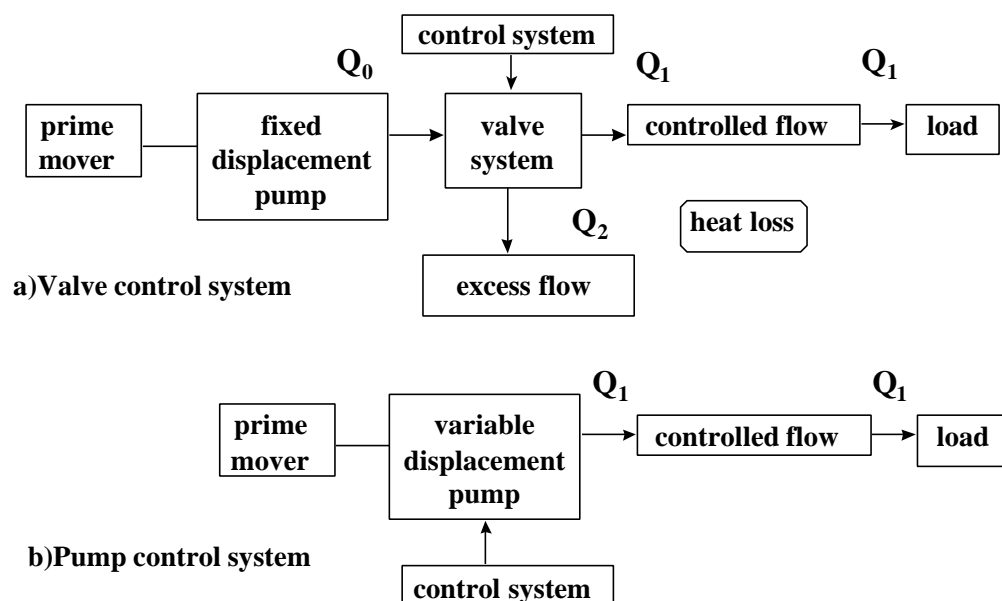 control system
Q0
Q1
Q1
prime
mover
fixed
displacement
pump
valve
system
controlled flow
load
Q2
heat loss
a)Valve control system
excess flow
Q1
Q1
prime
mover
variable
displacement
pump
controlled flow
load
b)Pump control system
control system